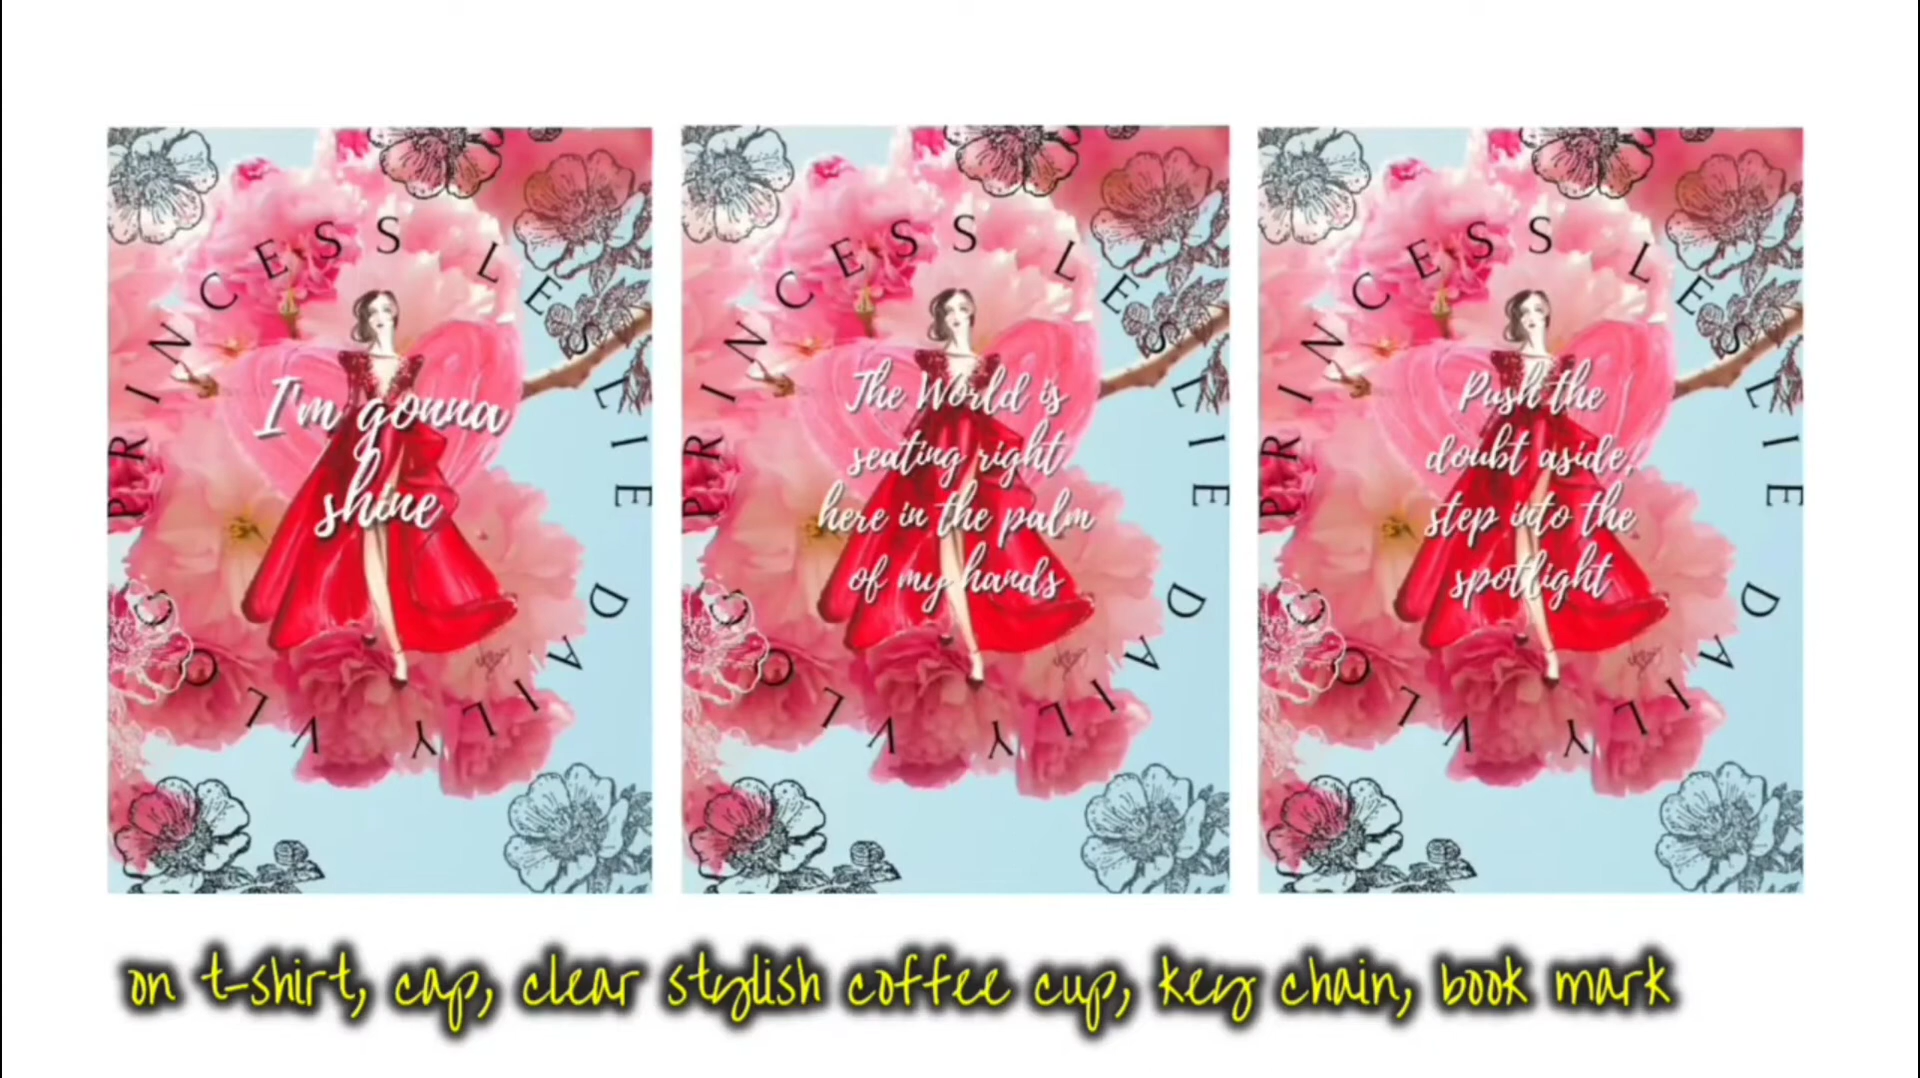 PRINCESS LESLIE DAILY VLOG
I'm gonna
shine
PRINCESS LESLIE DAILY VLOG
The World is
seating right
here in the palm
of my hands
PRINCESS LESLIE DAILY VLOG
Push the
doubt aside,
step into the
spotlight
on t-shirt, cap, clear stylish coffee cup, key chain, book mark